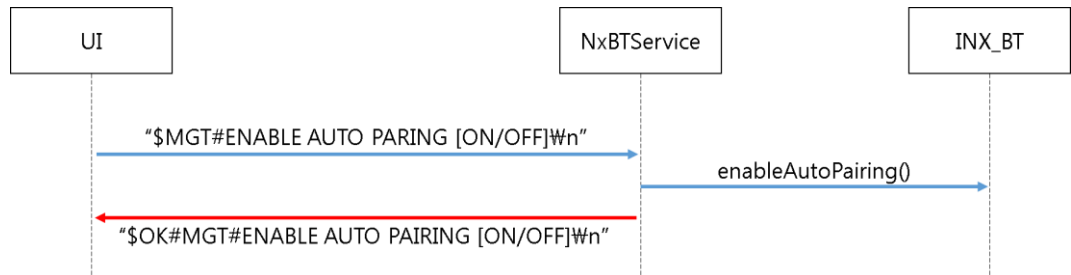 UI
NxBTService
INX_BT
“$MGT#ENABLE AUTO PARING [ON/OFF]₩n”
enableAutoPairing()
“$OK#MGT#ENABLE AUTO PAIRING [ON/OFF]₩n”